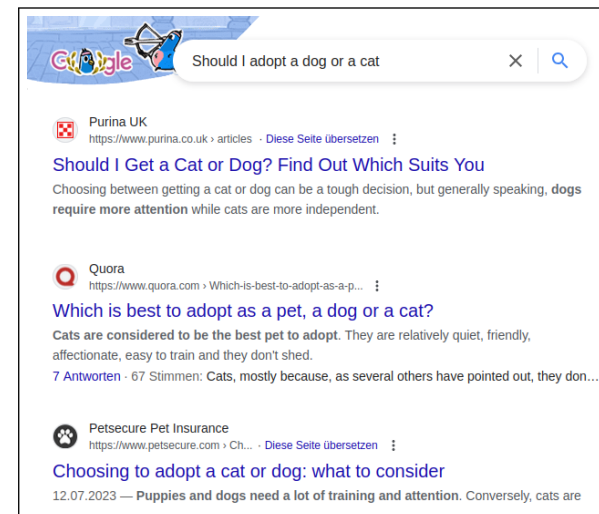 Google
Should I adopt a dog or a cat
Purina UK
https://www.purina.co.uk › articles · Diese Seite übersetzen
Should I Get a Cat or Dog? Find Out Which Suits You
Choosing between getting a cat or dog can be a tough decision, but generally speaking, dogs
require more attention while cats are more independent.
Quora
https://www.quora.com › Which-is-best-to-adopt-as-a-p...
Which is best to adopt as a pet, a dog or a cat?
Cats are considered to be the best pet to adopt. They are relatively quiet, friendly,
affectionate, easy to train and they don't shed.
7 Antworten · 67 Stimmen: Cats, mostly because, as several others have pointed out, they don…
Petsecure Pet Insurance
https://www.petsecure.com › Ch... · Diese Seite übersetzen
Choosing to adopt a cat or dog: what to consider
12.07.2023 — Puppies and dogs need a lot of training and attention. Conversely, cats are